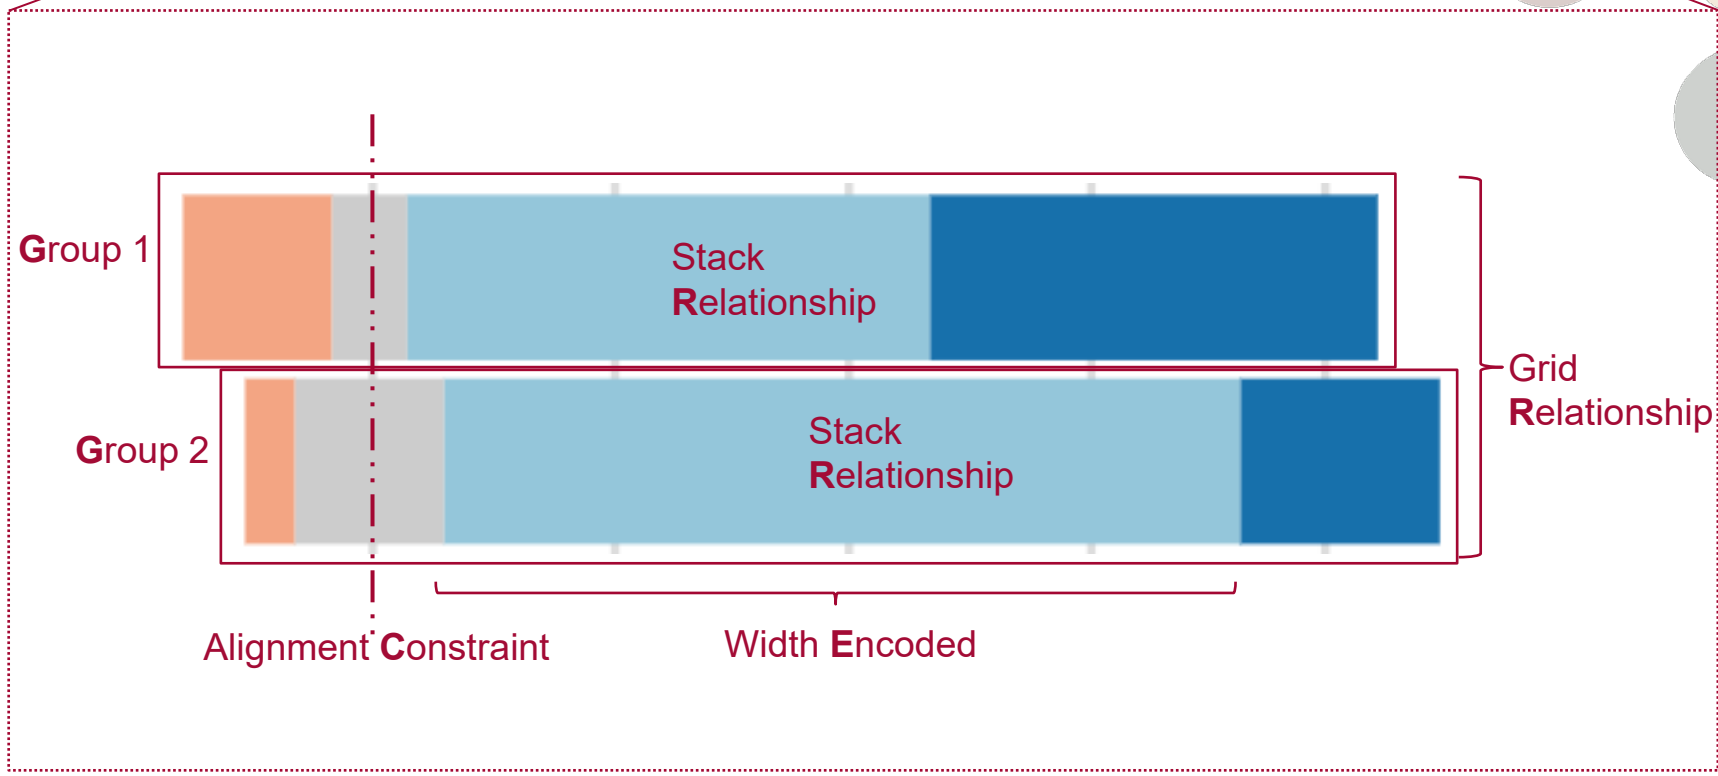 Group 1
Stack
Relationship
Grid
Relationship
Group 2
Stack
Relationship
Alignment Constraint
Width Encoded